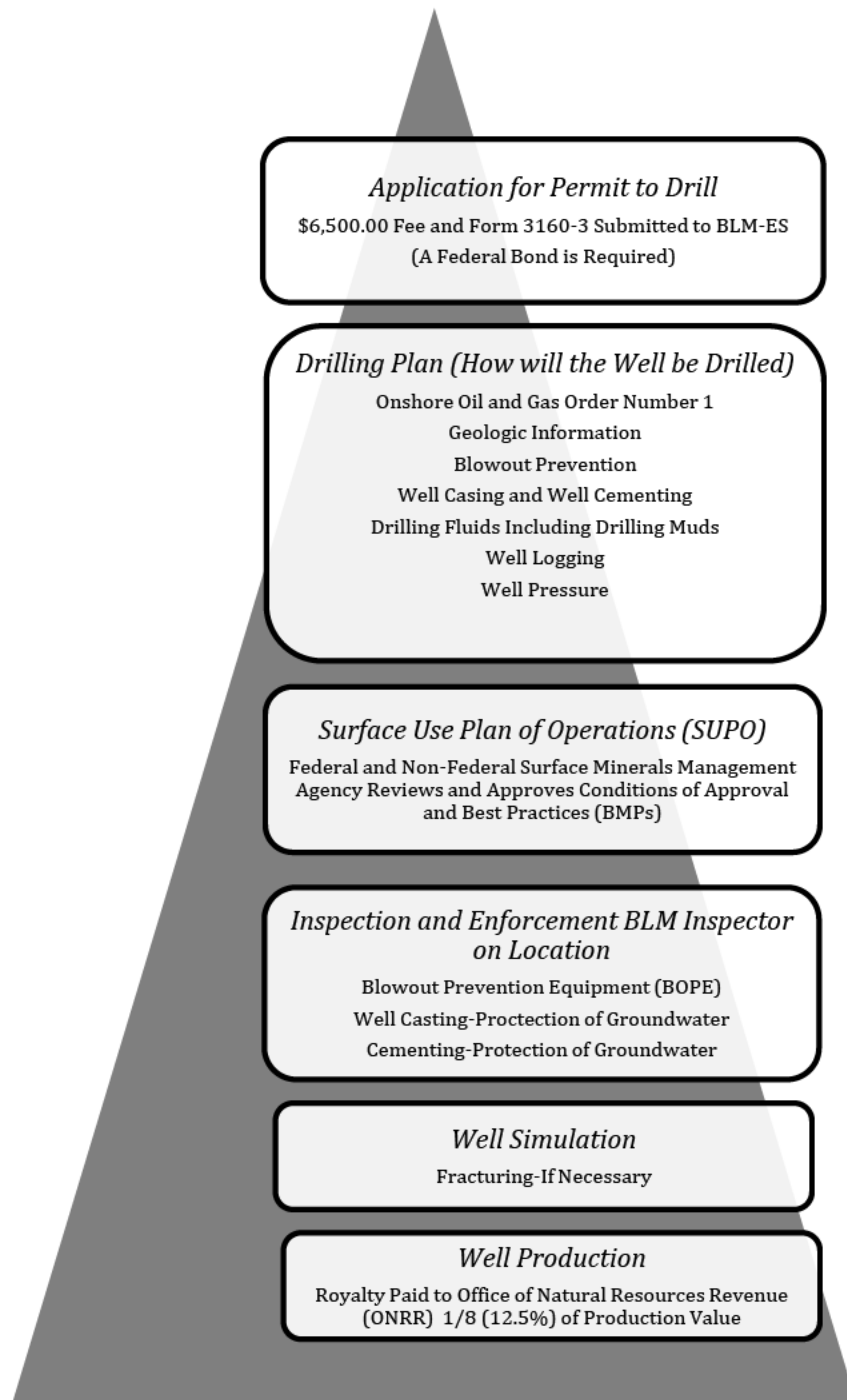 Application for Permit to Drill
$6,500.00 Fee and Form 3160-3 Submitted to BLM-ES
(A Federal Bond is Required)
Drilling Plan (How will the Well be Drilled)
Onshore Oil and Gas Order Number 1
Geologic Information
Blowout Prevention
Well Casing and Well Cementing
Drilling Fluids Including Drilling Muds
Well Logging
Well Pressure
Surface Use Plan of Operations (SUPO)
Federal and Non-Federal Surface Minerals Management
Agency Reviews and Approves Conditions of Approval
and Best Practices (BMPs)
Inspection and Enforcement BLM Inspector
on Location
Blowout Prevention Equipment (BOPE)
Well Casting-Proctection of Groundwater
Cementing-Protection of Groundwater
Well Simulation
Fracturing-If Necessary
Well Production
Royalty Paid to Office of Natural Resources Revenue
(ONRR) 1/8 (12.5%) of Production Value